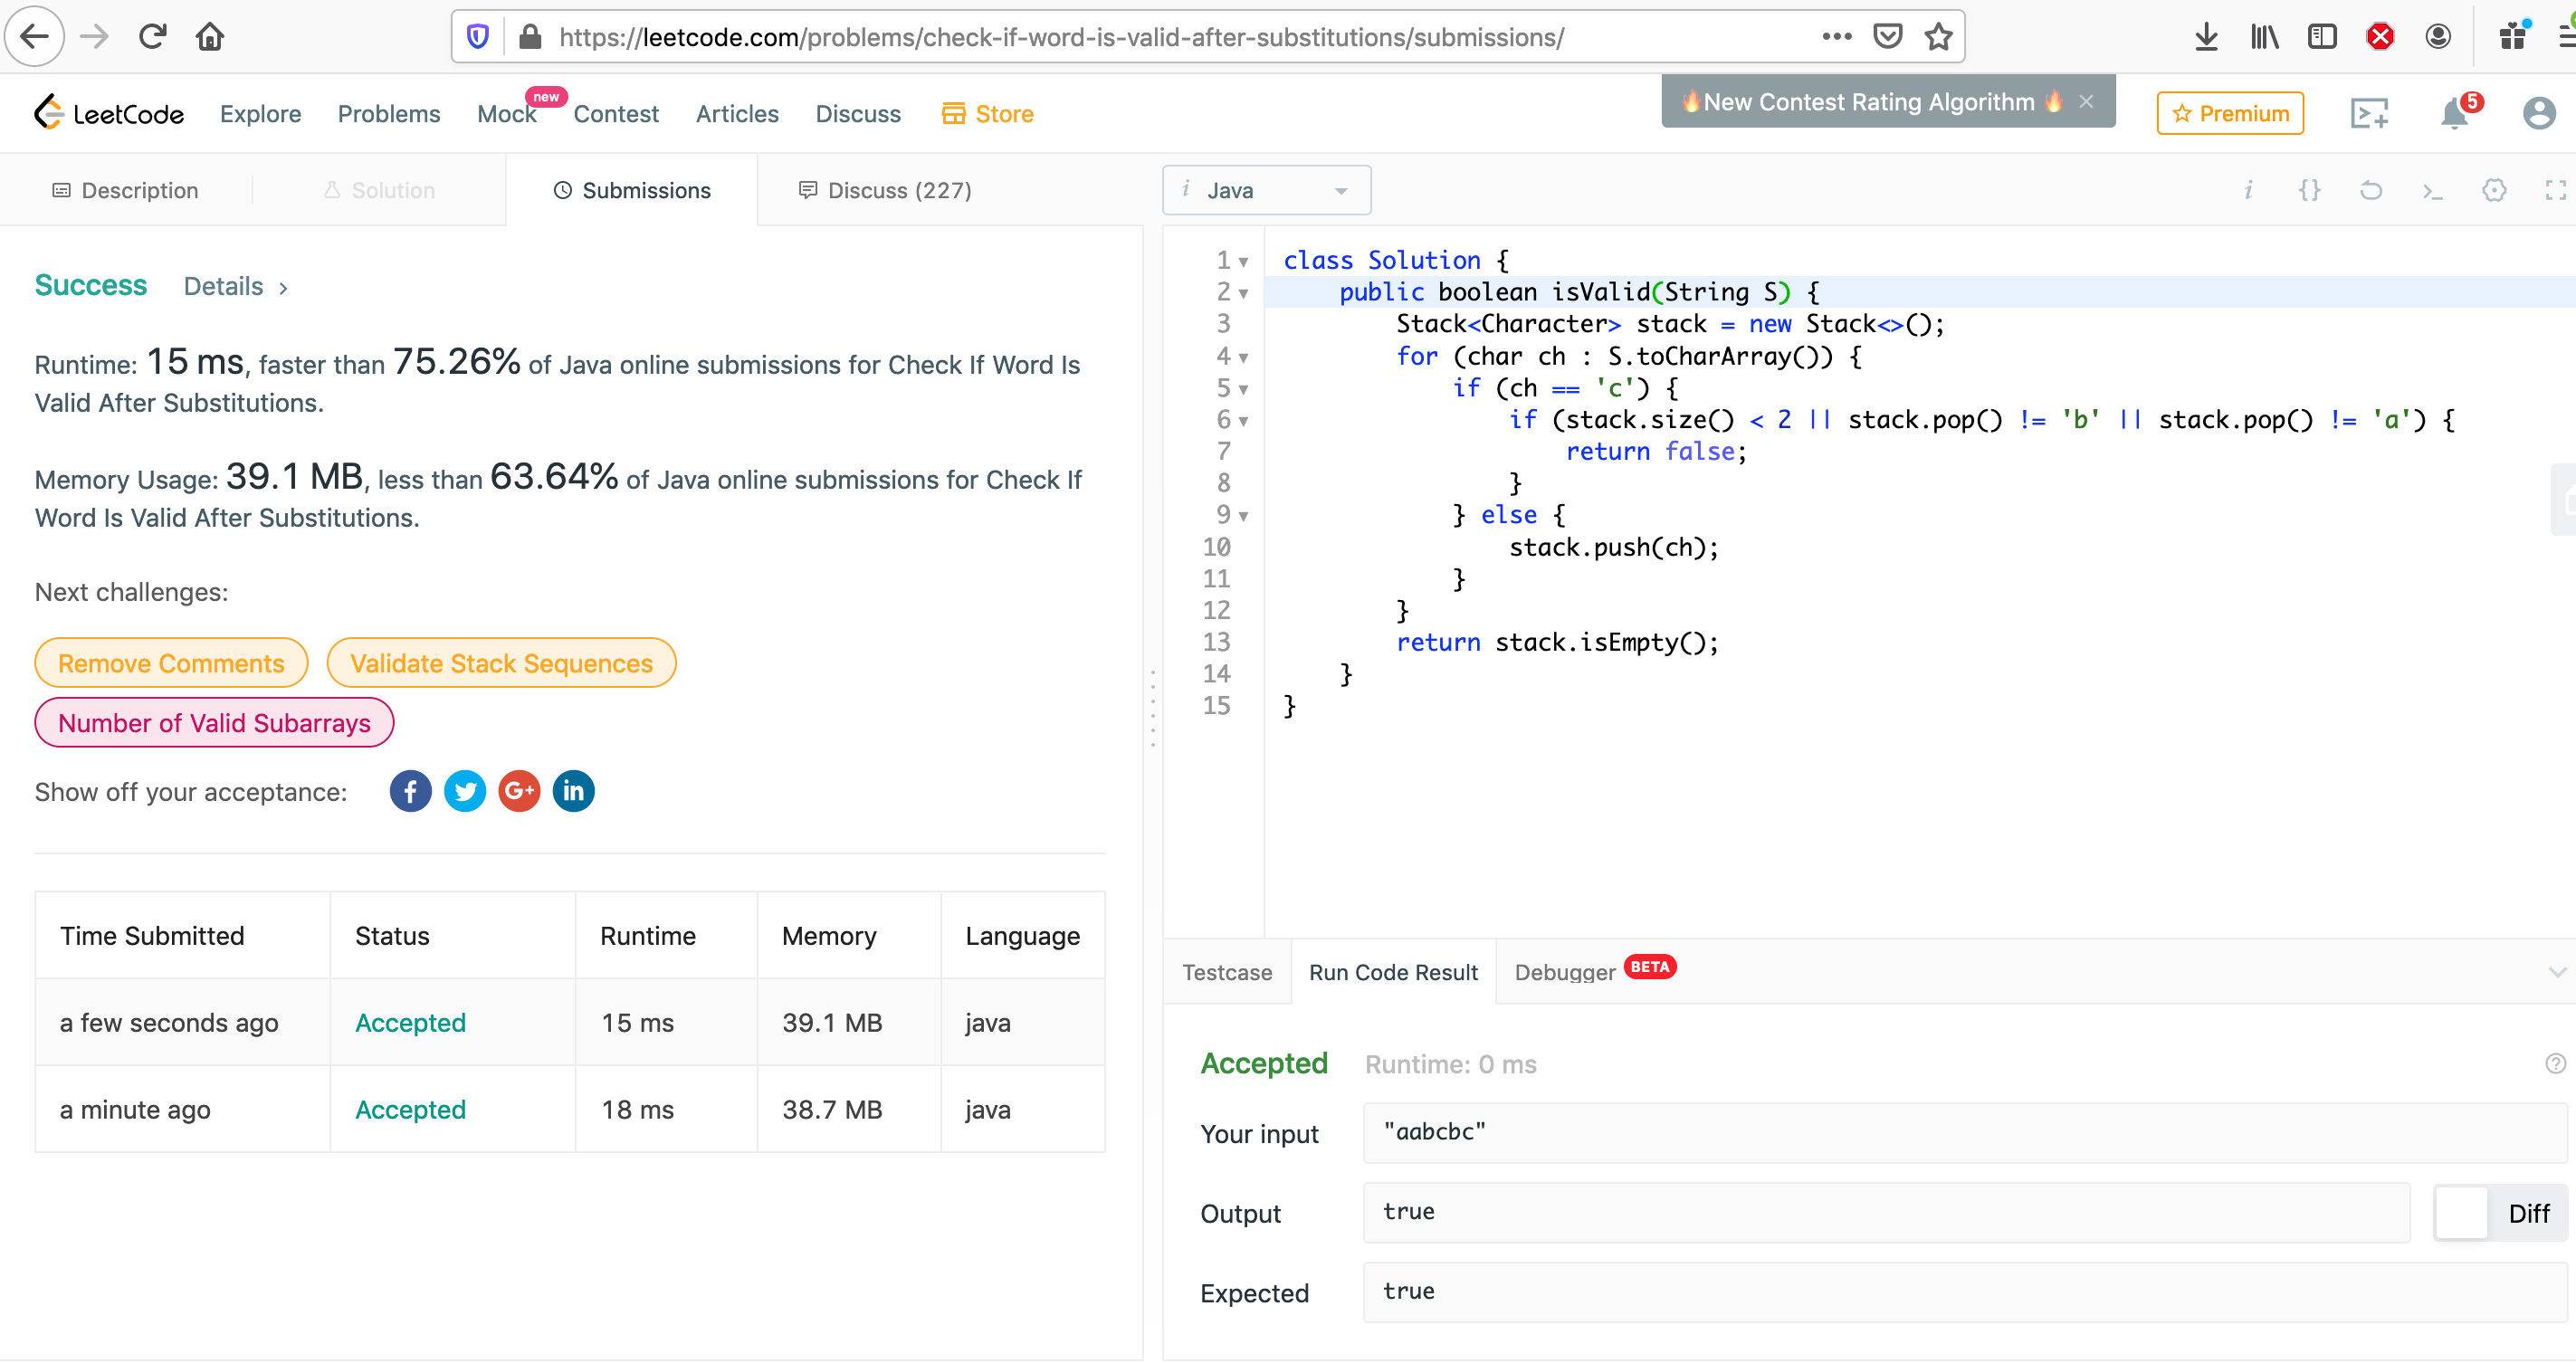 https://leetcode.com/problems/check-if-word-is-valid-after-substitutions/submissions/
LeetCode Explore Problems Mock new Contest Articles Discuss Store
🔥New Contest Rating Algorithm 🔥 ×
Premium
5
Description Solution Submissions Discuss (227)
i Java
Success Details >
Runtime: 15 ms, faster than 75.26% of Java online submissions for Check If Word Is
Valid After Substitutions.
Memory Usage: 39.1 MB, less than 63.64% of Java online submissions for Check If
Word Is Valid After Substitutions.
Next challenges:
Remove Comments Validate Stack Sequences
Number of Valid Subarrays
Show off your acceptance:
f G+ in
Time Submitted Status Runtime Memory Language
a few seconds ago Accepted 15 ms 39.1 MB java
a minute ago Accepted 18 ms 38.7 MB java
i {} >_
1 class Solution {
2 public boolean isValid(String S) {
3 Stack<Character> stack = new Stack<>();
4 for (char ch : S.toCharArray()) {
5 if (ch == 'c') {
6 if (stack.size() < 2 || stack.pop() != 'b' || stack.pop() != 'a') {
7 return false;
8 }
9 } else {
10 stack.push(ch);
11 }
12 }
13 return stack.isEmpty();
14 }
15 }
Testcase Run Code Result Debugger BETA
Accepted Runtime: 0 ms
?
Your input "aabcbc"
Output true
Diff
Expected true